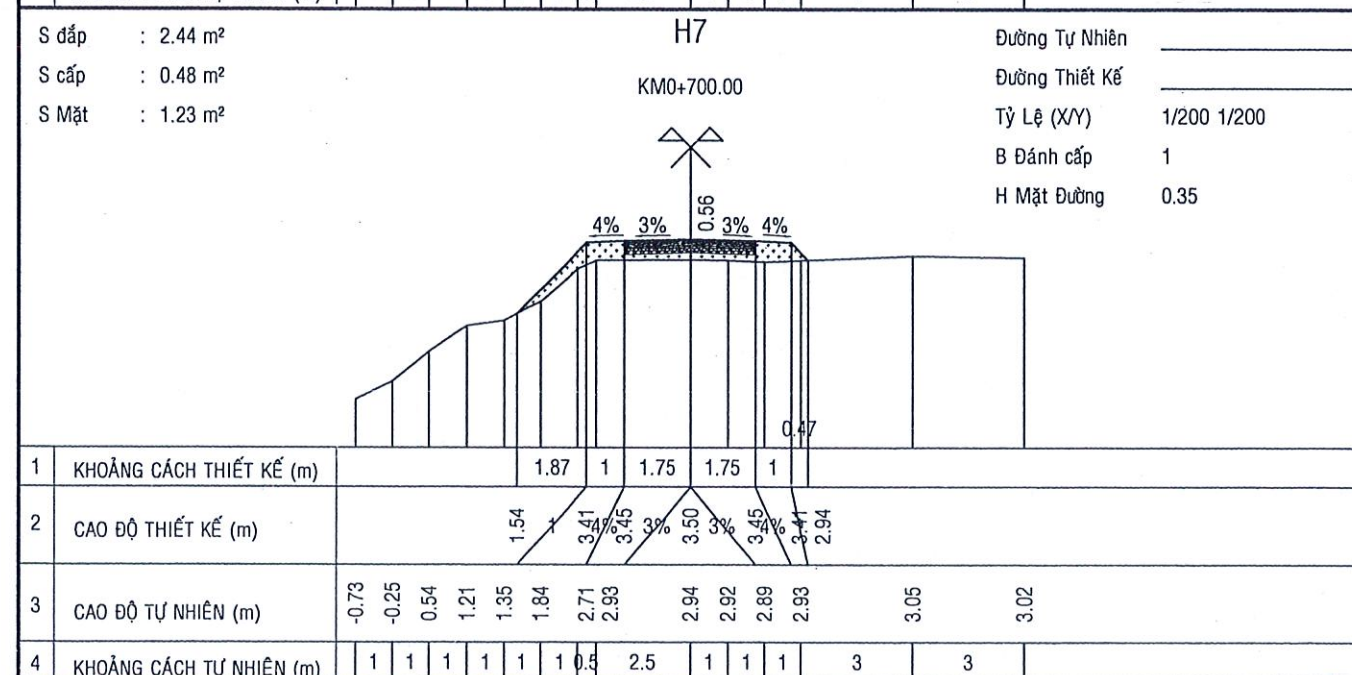 S đắp : 2.44 m²
S cấp : 0.48 m²
S Mặt : 1.23 m²
H7
KM0+700.00
Đường Tự Nhiên
Đường Thiết Kế
Tỷ Lệ (X/Y) 1/200 1/200
B Đánh cấp 1
H Mặt Đường 0.35
4% 3% 0.56 3% 4%
0.47
1 KHOẢNG CÁCH THIẾT KẾ (m) 1.87 1 1.75 1.75 1
2 CAO ĐỘ THIẾT KẾ (m) 1.54 1 3.41 4% 3.45 3% 3.50 3% 3.45 4% 3.41 2.94
3 CAO ĐỘ TỰ NHIÊN (m) -0.73 -0.25 0.54 1.21 1.35 1.84 2.71 2.93 2.94 2.92 2.89 2.93 3.05 3.02
4 KHOẢNG CÁCH TỰ NHIÊN (m) 1 1 1 1 1 1 0.5 2.5 1 1 1 3 3